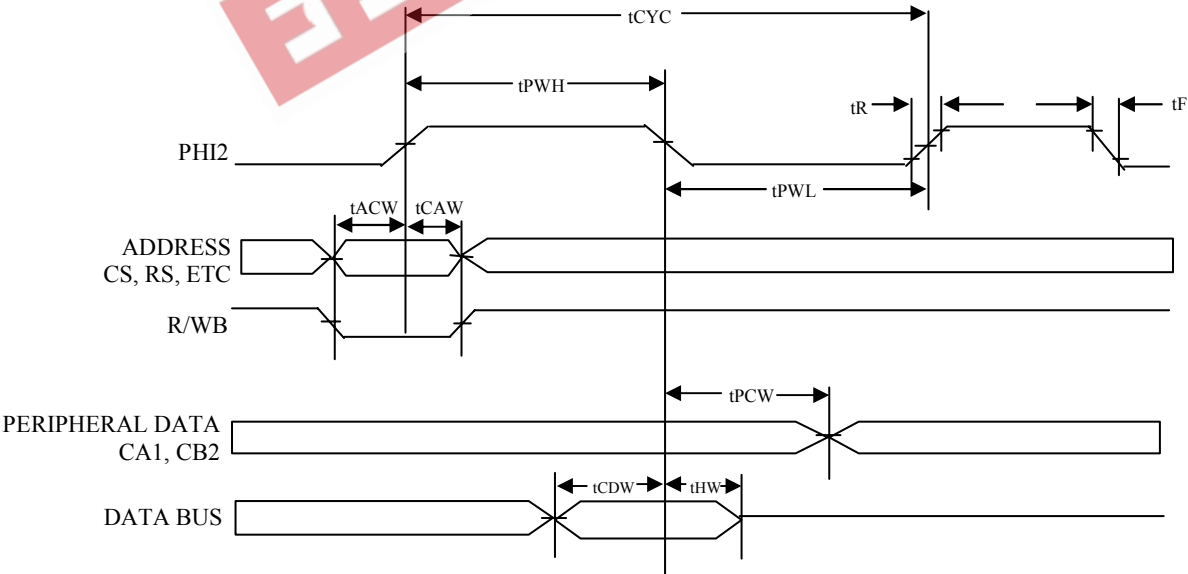 tCYC
tPWH
tR
tF
PHI2
tPWL
tACW
tCAW
ADDRESS
CS, RS, ETC
R/WB
tPCW
PERIPHERAL DATA
CA1, CB2
tCDW
tHW
DATA BUS